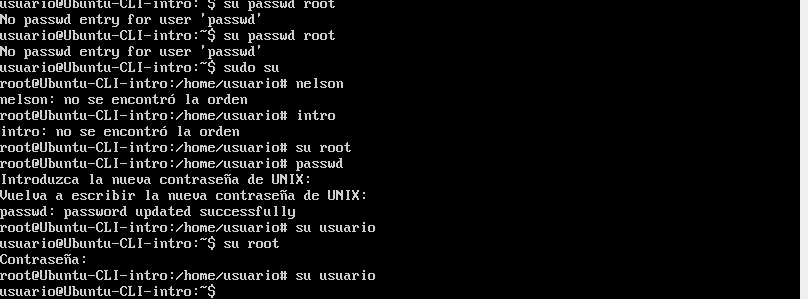 usuario@Ubuntu-CLI-intro:~$ su passwd root
No passwd entry for user 'passwd'
usuario@Ubuntu-CLI-intro:~$ su passwd root
No passwd entry for user 'passwd'
usuario@Ubuntu-CLI-intro:~$ sudo su
root@Ubuntu-CLI-intro:/home/usuario# nelson
nelson: no se encontró la orden
root@Ubuntu-CLI-intro:/home/usuario# intro
intro: no se encontró la orden
root@Ubuntu-CLI-intro:/home/usuario# su root
root@Ubuntu-CLI-intro:/home/usuario# passwd
Introduzca la nueva contraseña de UNIX:
Vuelva a escribir la nueva contraseña de UNIX:
passwd: password updated successfully
root@Ubuntu-CLI-intro:/home/usuario# su usuario
usuario@Ubuntu-CLI-intro:~$ su root
Contraseña:
root@Ubuntu-CLI-intro:/home/usuario# su usuario
usuario@Ubuntu-CLI-intro:~$